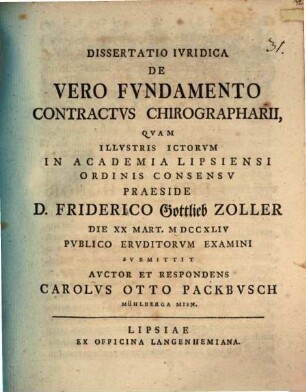 31.
DISSERTATIO IVRIDICA
DE
VERO FVNDAMENTO
CONTRACTVS CHIROGRAPHARII,
QVAM
ILLVSTRIS ICTORVM
IN ACADEMIA LIPSIENSI
ORDINIS CONSENSV
PRAESIDE
D. FRIDERICO Gottlieb ZOLLER
DIE XX MART. MDCCXLIV
PVBLICO ERVDITORVM EXAMINI
SVBMITTIT
AVCTOR ET RESPONDENS
CAROLVS OTTO PACKBVSCH
MÜHLBERGA MISN.
LIPSIAE
EX OFFICINA LANGENHEMIANA.